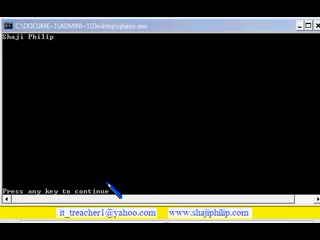 C:\DOCUME~1\ADMINI~1\Desktop\qbasic.exe
Shaji Philip
Press any key to continue
it_treacher1@yahoo.com www.shajiphilip.com